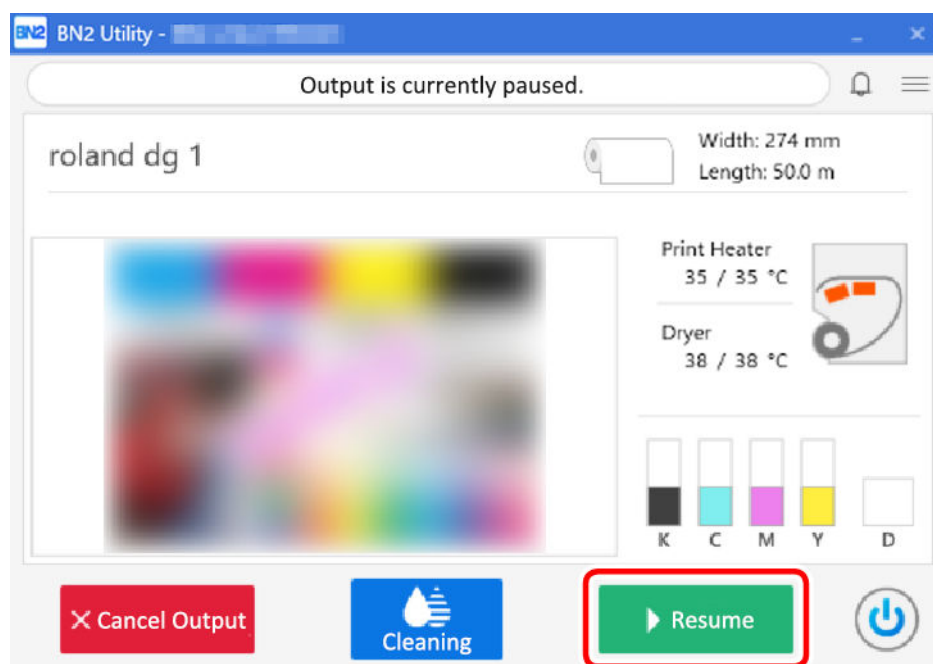 BN2 BN2 Utility -
Output is currently paused.
roland dg 1
Width: 274 mm
Length: 50.0 m
Print Heater
35 / 35 °C
Dryer
38 / 38 °C
K C M Y D
Cancel Output
Cleaning
Resume